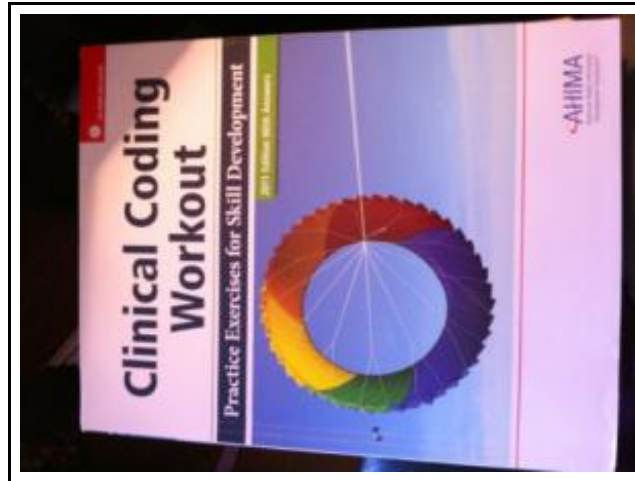 Clinical Coding
Workout
Practice Exercises for Skill Development
2011 Edition With Answers
AHIMA